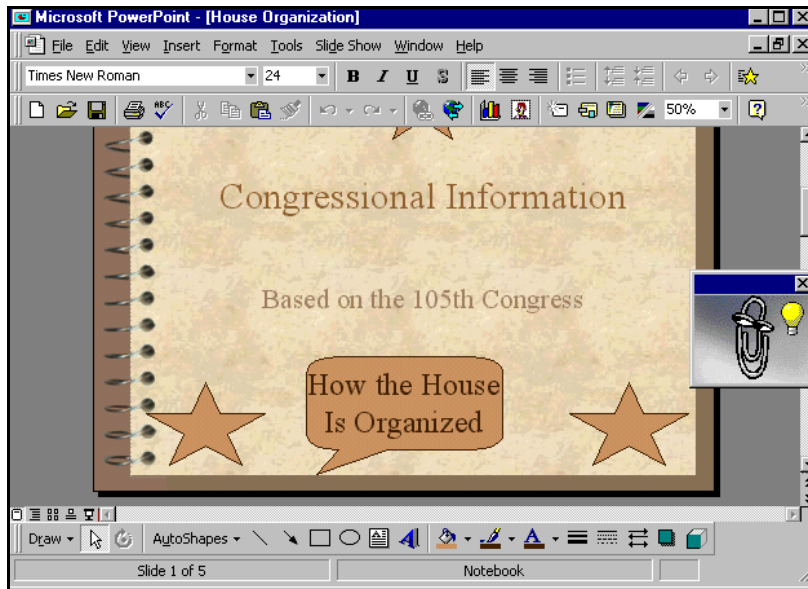 Microsoft PowerPoint - [House Organization]
File Edit View Insert Format Tools Slide Show Window Help
Times New Roman 24 B I U S
ABC 50% ?
Congressional Information
Based on the 105th Congress
How the House
Is Organized
Draw AutoShapes A A
Slide 1 of 5 Notebook